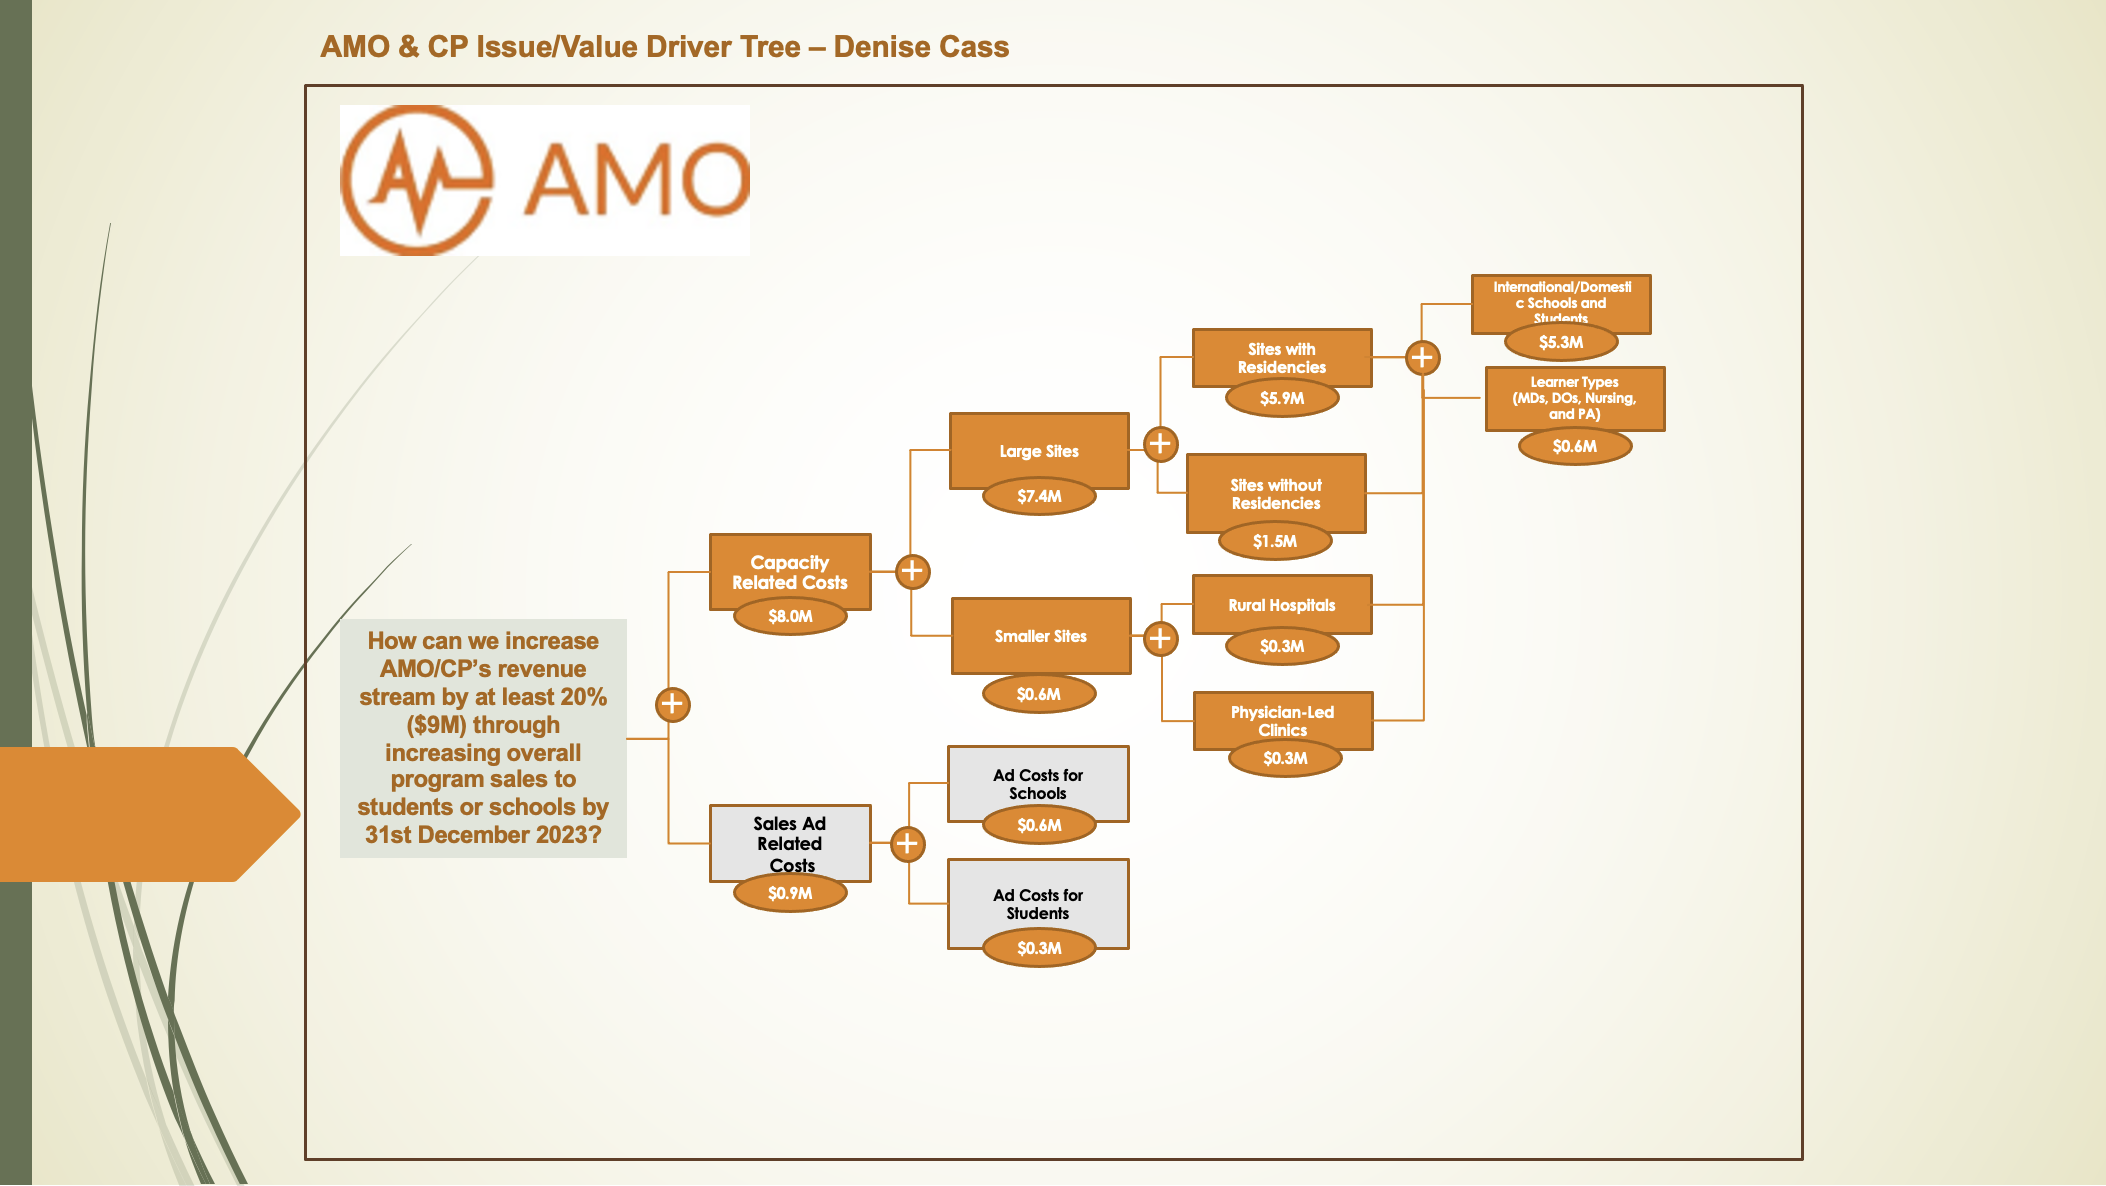 AMO & CP Issue/Value Driver Tree – Denise Cass
AMO
How can we increase
AMO/CP’s revenue
stream by at least 20%
($9M) through
increasing overall
program sales to
students or schools by
31st December 2023?
Capacity
Related Costs
$8.0M
Sales Ad
Related
Costs
$0.9M
Large Sites
$7.4M
Smaller Sites
$0.6M
Ad Costs for
Schools
$0.6M
Ad Costs for
Students
$0.3M
Sites with
Residencies
$5.9M
Sites without
Residencies
$1.5M
Rural Hospitals
$0.3M
Physician-Led
Clinics
$0.3M
International/Domesti
c Schools and
Students
$5.3M
Learner Types
(MDs, DOs, Nursing,
and PA)
$0.6M